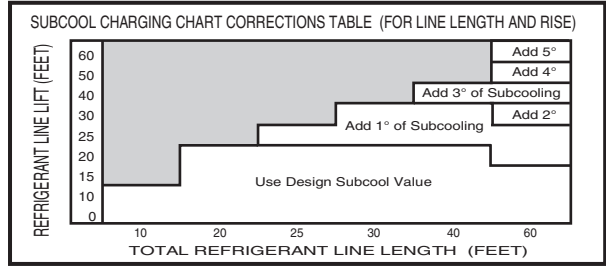 SUBCOOL CHARGING CHART CORRECTIONS TABLE (FOR LINE LENGTH AND RISE)
REFRIGERANT LINE LIFT (FEET)
60
50
40
30
25
20
15
10
0
Add 5°
Add 4°
Add 3° of Subcooling
Add 2°
Add 1° of Subcooling
Use Design Subcool Value
10 20 25 30 40 60
TOTAL REFRIGERANT LINE LENGTH (FEET)